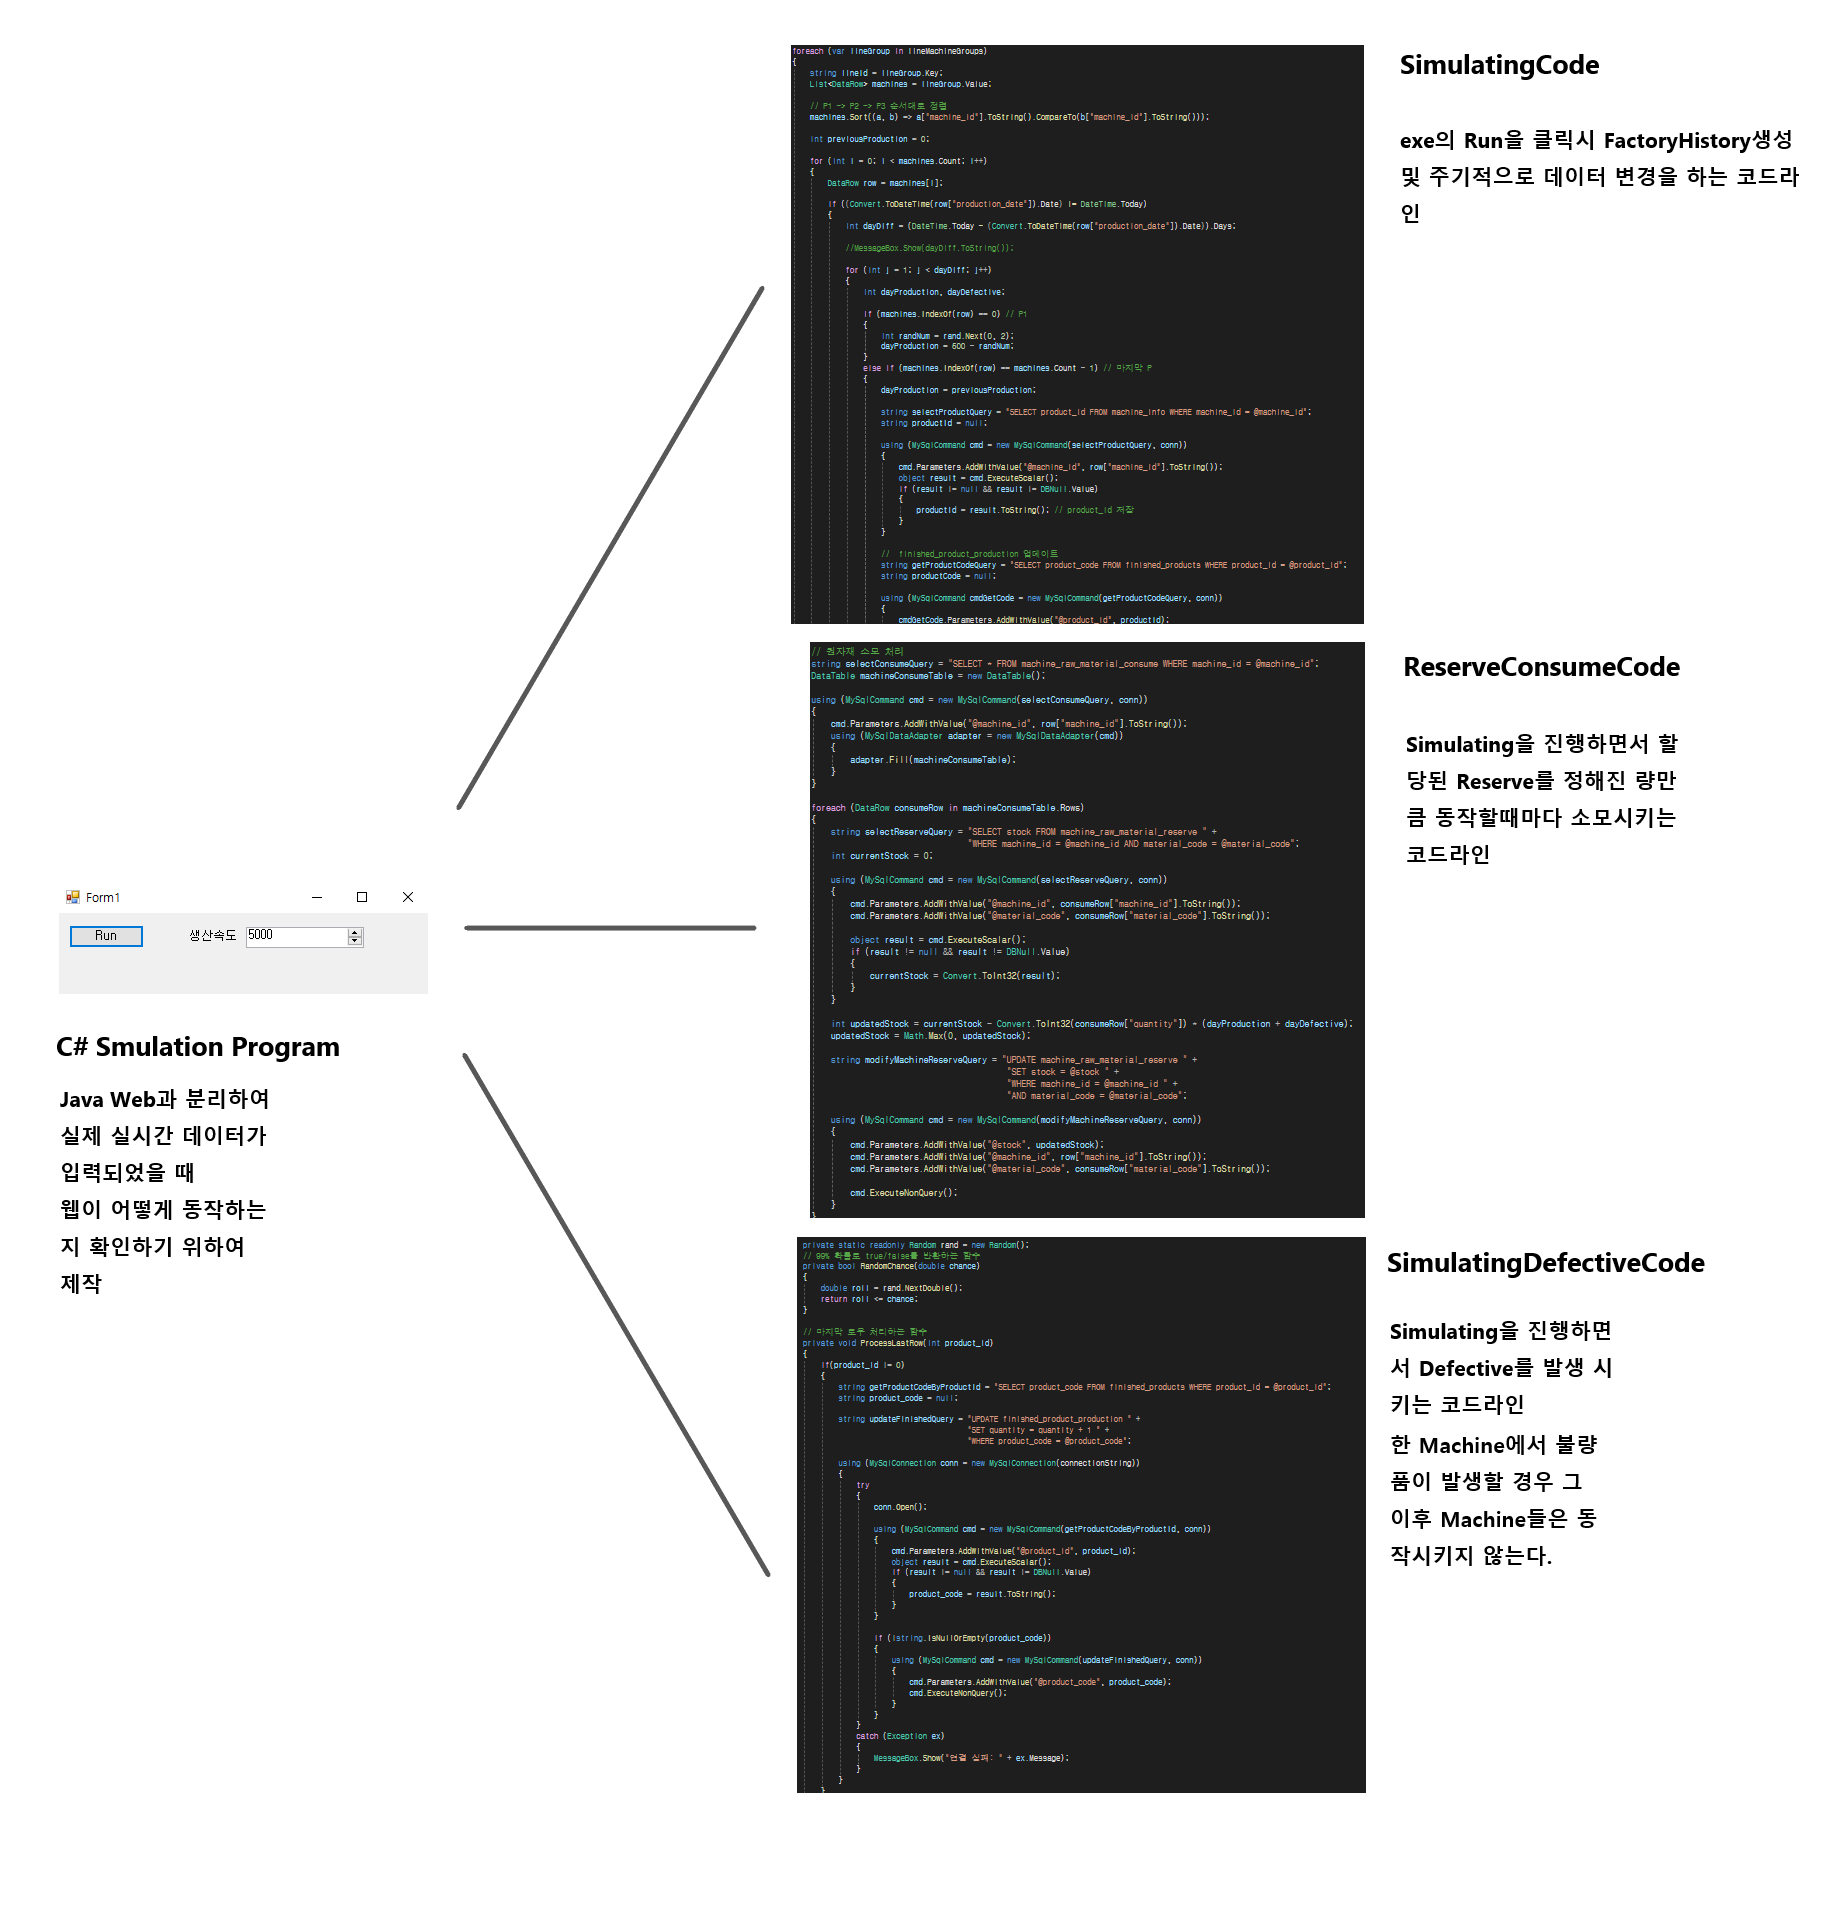 foreach (var lineGroup in lineMachineGroups)
{
string lineId = lineGroup.Key;
List<DataRow> machines = lineGroup.Value;
// P1 -> P2 -> P3 순서대로 정렬
machines.Sort((a, b) => a["machine_id"].ToString().CompareTo(b["machine_id"].ToString()));
int previousProduction = 0;
for (int i = 0; i < machines.Count; i++)
{
DataRow row = machines[i];
if ((Convert.ToDateTime(row["production_date"]).Date) != DateTime.Today)
{
int dayDiff = (DateTime.Today - (Convert.ToDateTime(row["production_date"]).Date)).Days;
//MessageBox.Show(dayDiff.ToString());
for (int j = 1; j < dayDiff; j++)
{
int dayProduction, dayDefective;
if (machines.IndexOf(row) == 0) // P1
{
int randNum = rand.Next(0, 2);
dayProduction = 500 - randNum;
}
else if (machines.IndexOf(row) == machines.Count - 1) // 마지막 P
{
dayProduction = previousProduction;
string selectProductQuery = "SELECT product_id FROM machine_info WHERE machine_id = @machine_id";
string productId = null;
using (MySqlCommand cmd = new MySqlCommand(selectProductQuery, conn))
{
cmd.Parameters.AddWithValue("@machine_id", row["machine_id"].ToString());
object result = cmd.ExecuteScalar();
if (result != null && result != DBNull.Value)
{
productId = result.ToString(); // product_id 저장
}
}
// finished_product_production 업데이트
string getProductCodeQuery = "SELECT product_code FROM finished_products WHERE product_id = @product_id";
string productCode = null;
using (MySqlCommand cmdGetCode = new MySqlCommand(getProductCodeQuery, conn))
{
cmdGetCode.Parameters.AddWithValue("@product_id", productId);
SimulatingCode
exe의 Run을 클릭시 FactoryHistory생성
및 주기적으로 데이터 변경을 하는 코드라
인
// 원자재 소모 처리
string selectConsumeQuery = "SELECT * FROM machine_raw_material_consume WHERE machine_id = @machine_id";
DataTable machineConsumeTable = new DataTable();
using (MySqlCommand cmd = new MySqlCommand(selectConsumeQuery, conn))
{
cmd.Parameters.AddWithValue("@machine_id", row["machine_id"].ToString());
using (MySqlDataAdapter adapter = new MySqlDataAdapter(cmd))
{
adapter.Fill(machineConsumeTable);
}
}
foreach (DataRow consumeRow in machineConsumeTable.Rows)
{
string selectReserveQuery = "SELECT stock FROM machine_raw_material_reserve " +
"WHERE machine_id = @machine_id AND material_code = @material_code";
int currentStock = 0;
using (MySqlCommand cmd = new MySqlCommand(selectReserveQuery, conn))
{
cmd.Parameters.AddWithValue("@machine_id", consumeRow["machine_id"].ToString());
cmd.Parameters.AddWithValue("@material_code", consumeRow["material_code"].ToString());
object result = cmd.ExecuteScalar();
if (result != null && result != DBNull.Value)
{
currentStock = Convert.ToInt32(result);
}
}
int updatedStock = currentStock - Convert.ToInt32(consumeRow["quantity"]) * (dayProduction + dayDefective);
updatedStock = Math.Max(0, updatedStock);
string modifyMachineReserveQuery = "UPDATE machine_raw_material_reserve " +
"SET stock = @stock " +
"WHERE machine_id = @machine_id " +
"AND material_code = @material_code";
using (MySqlCommand cmd = new MySqlCommand(modifyMachineReserveQuery, conn))
{
cmd.Parameters.AddWithValue("@stock", updatedStock);
cmd.Parameters.AddWithValue("@machine_id", row["machine_id"].ToString());
cmd.Parameters.AddWithValue("@material_code", consumeRow["material_code"].ToString());
cmd.ExecuteNonQuery();
}
}
ReserveConsumeCode
Simulating을 진행하면서 할
당된 Reserve를 정해진 량만
큼 동작할때마다 소모시키는
코드라인
Form1
Run 생산속도 5000
C# Smulation Program
Java Web과 분리하여
실제 실시간 데이터가
입력되었을 때
웹이 어떻게 동작하는
지 확인하기 위하여
제작
private static readonly Random rand = new Random();
// 99% 확률로 true/false를 반환하는 함수
private bool RandomChance(double chance)
{
double roll = rand.NextDouble();
return roll <= chance;
}
// 마지막 로우 처리하는 함수
private void ProcessLastRow(int product_id)
{
if(product_id != 0)
{
string getProductCodeByProductId = "SELECT product_code FROM finished_products WHERE product_id = @product_id";
string product_code = null;
string updateFinishedQuery = "UPDATE finished_product_production " +
"SET quantity = quantity + 1 " +
"WHERE product_code = @product_code";
using (MySqlConnection conn = new MySqlConnection(connectionString))
{
try
{
conn.Open();
using (MySqlCommand cmd = new MySqlCommand(getProductCodeByProductId, conn))
{
cmd.Parameters.AddWithValue("@product_id", product_id);
object result = cmd.ExecuteScalar();
if (result != null && result != DBNull.Value)
{
product_code = result.ToString();
}
}
if (!string.IsNullOrEmpty(product_code))
{
using (MySqlCommand cmd = new MySqlCommand(updateFinishedQuery, conn))
{
cmd.Parameters.AddWithValue("@product_code", product_code);
cmd.ExecuteNonQuery();
}
}
}
catch (Exception ex)
{
MessageBox.Show("연결 실패: " + ex.Message);
}
}
}
SimulatingDefectiveCode
Simulating을 진행하면
서 Defective를 발생 시
키는 코드라인
한 Machine에서 불량
품이 발생할 경우 그
이후 Machine들은 동
작시키지 않는다.